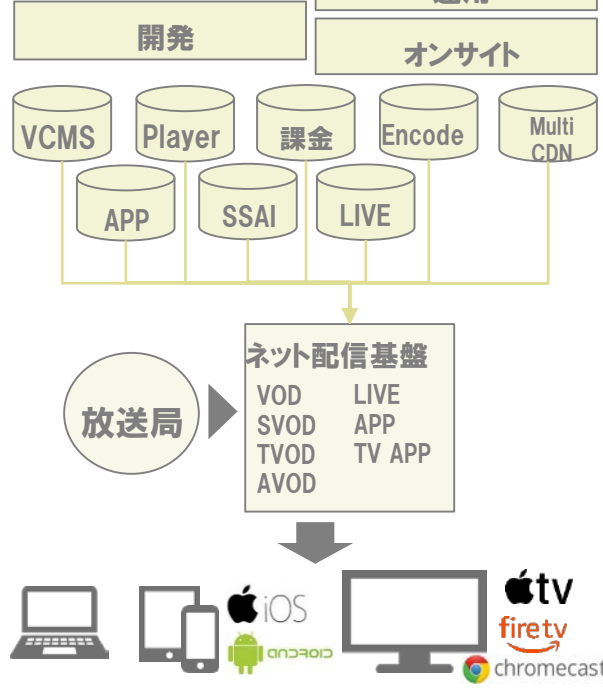 開発
オンサイト
VCMS
Player
課金
Encode
Multi
CDN
APP
SSAI
LIVE
ネット配信基盤
VOD LIVE
SVOD APP
TVOD TV APP
AVOD
放送局
iOS
android
tv
firetv
chromecast